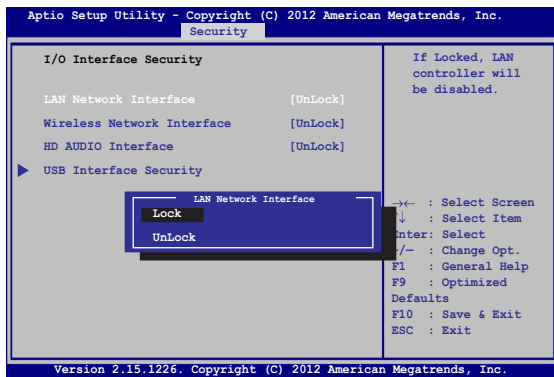 Aptio Setup Utility - Copyright (C) 2012 American Megatrends, Inc.
Security
I/O Interface Security
LAN Network Interface [UnLock]
Wireless Network Interface [UnLock]
HD AUDIO Interface [UnLock]
USB Interface Security
If Locked, LAN
controller will
be disabled.
LAN Network Interface
Lock
UnLock
→← : Select Screen
↑↓ : Select Item
Enter: Select
+/— : Change Opt.
F1 : General Help
F9 : Optimized
Defaults
F10 : Save & Exit
ESC : Exit
Version 2.15.1226. Copyright (C) 2012 American Megatrends, Inc.